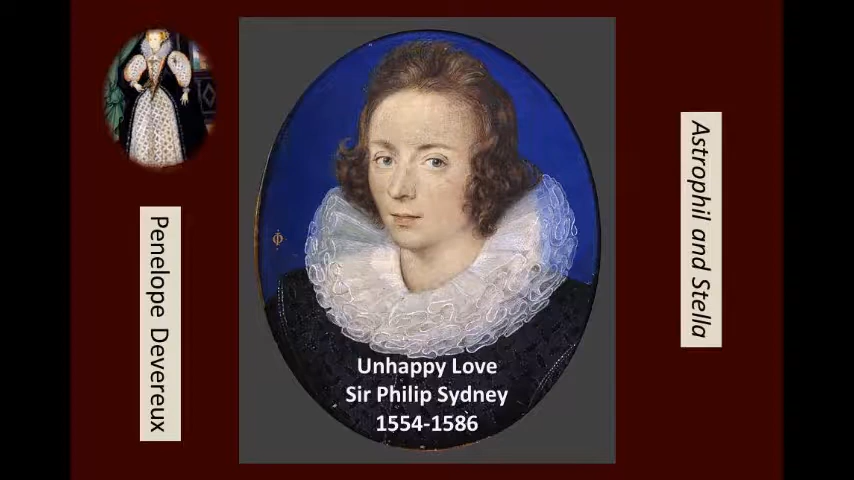 Penelope Devereux
Unhappy Love
Sir Philip Sydney
1554-1586
Astrophil and Stella